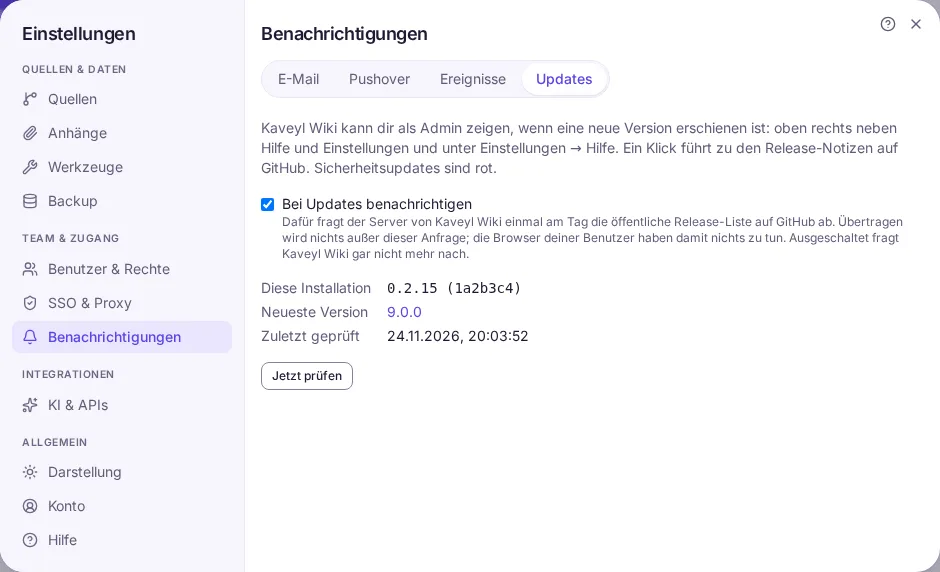 Einstellungen
QUELLEN & DATEN
Quellen
Anhänge
Werkzeuge
Backup
TEAM & ZUGANG
Benutzer & Rechte
SSO & Proxy
Benachrichtigungen
INTEGRATIONEN
KI & APIs
ALLGEMEIN
Darstellung
Konto
Hilfe
Benachrichtigungen
E-Mail Pushover Ereignisse Updates
Kaveyl Wiki kann dir als Admin zeigen, wenn eine neue Version erschienen ist: oben rechts neben
Hilfe und Einstellungen und unter Einstellungen → Hilfe. Ein Klick führt zu den Release-Notizen auf
GitHub. Sicherheitsupdates sind rot.
Bei Updates benachrichtigen
Dafür fragt der Server von Kaveyl Wiki einmal am Tag die öffentliche Release-Liste auf GitHub ab. Übertragen
wird nichts außer dieser Anfrage; die Browser deiner Benutzer haben damit nichts zu tun. Ausgeschaltet fragt
Kaveyl Wiki gar nicht mehr nach.
Diese Installation 0.2.15 (1a2b3c4)
Neueste Version 9.0.0
Zuletzt geprüft 24.11.2026, 20:03:52
Jetzt prüfen